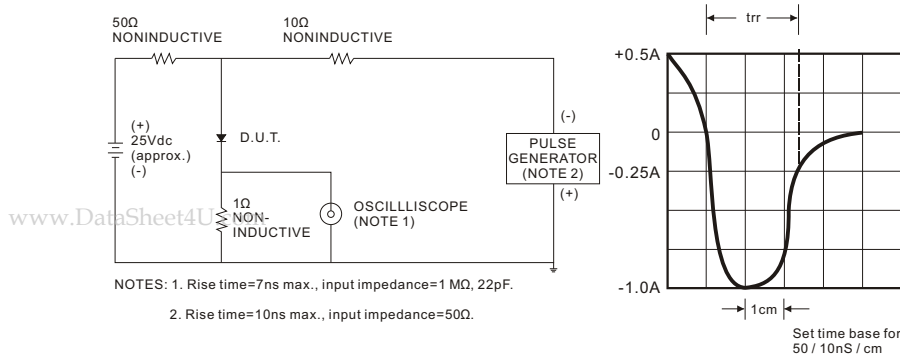 50Ω
NONINDUCTIVE
10Ω
NONINDUCTIVE
(+)
25Vdc
(approx.)
(-)
D.U.T.
1Ω
NON-
INDUCTIVE
OSCILLLISCOPE
(NOTE 1)
(-)
PULSE
GENERATOR
(NOTE 2)
(+)
www.DataSheet4U
NOTES: 1. Rise time=7ns max., input impedance=1 MΩ, 22pF.
2. Rise time=10ns max., input impedance=50Ω.
trr
+0.5A
0
-0.25A
-1.0A
1cm
Set time base for
50 / 10nS / cm